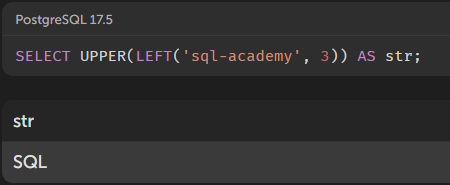 PostgreSQL 17.5
SELECT UPPER(LEFT('sql-academy', 3)) AS str;
str
SQL